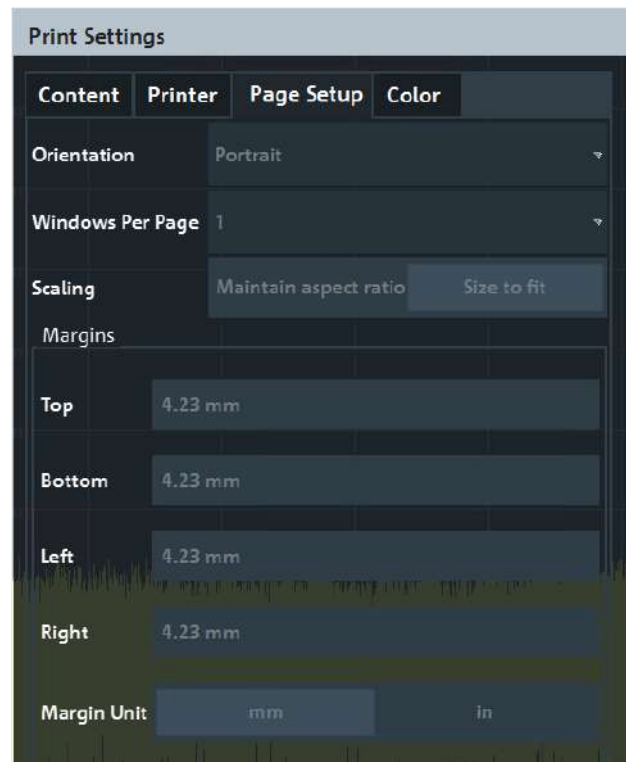 Print Settings
Content Printer Page Setup Color
Orientation Portrait
Windows Per Page 1
Scaling Maintain aspect ratio Size to fit
Margins
Top 4.23 mm
Bottom 4.23 mm
Left 4.23 mm
Right 4.23 mm
Margin Unit mm in